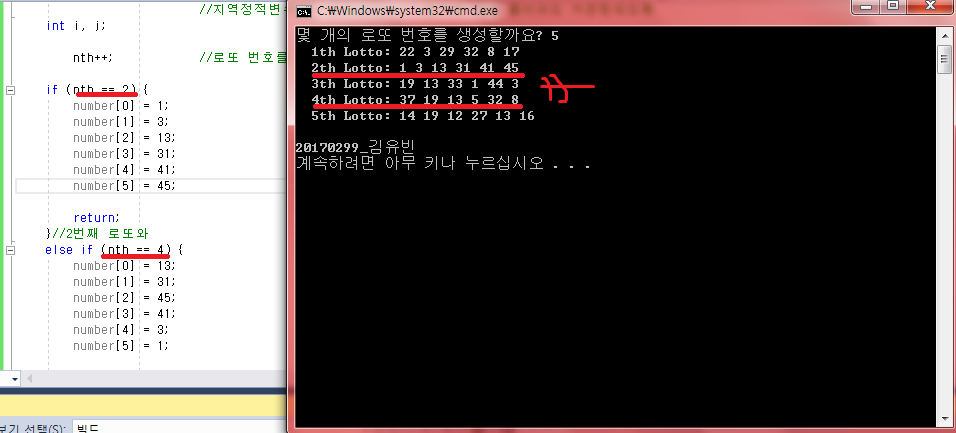 //지역정적변수
int i, j;
nth++; //로또 번호를
if (nth == 2) {
number[0] = 1;
number[1] = 3;
number[2] = 13;
number[3] = 31;
number[4] = 41;
number[5] = 45;
return;
}//2번째 로또와
else if (nth == 4) {
number[0] = 13;
number[1] = 31;
number[2] = 45;
number[3] = 41;
number[4] = 3;
number[5] = 1;
보기 선택(S): 빌드
C:\Windows\system32\cmd.exe
몇 개의 로또 번호를 생성할까요? 5
1th Lotto: 22 3 29 32 8 17
2th Lotto: 1 3 13 31 41 45
3th Lotto: 19 13 33 1 44 3
4th Lotto: 37 19 13 5 32 8
5th Lotto: 14 19 12 27 13 16
20170299_김유빈
계속하려면 아무 키나 누르십시오 . . .